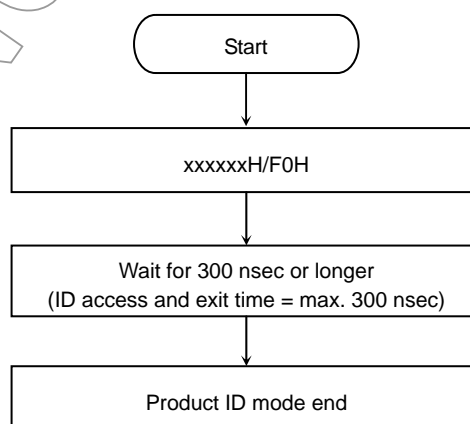 Start
xxxxxxH/F0H
Wait for 300 nsec or longer
(ID access and exit time = max. 300 nsec)
Product ID mode end